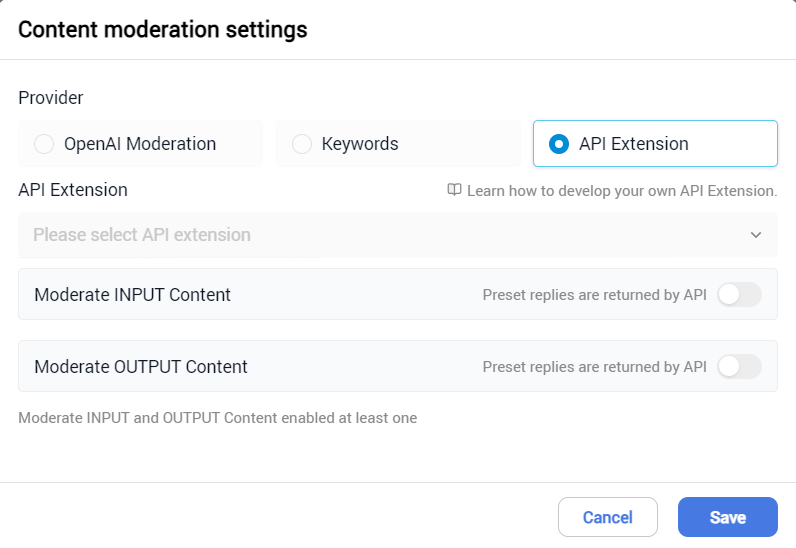 Content moderation settings
Provider
OpenAI Moderation
Keywords
API Extension
API Extension
Learn how to develop your own API Extension.
Please select API extension
Moderate INPUT Content
Preset replies are returned by API
Moderate OUTPUT Content
Preset replies are returned by API
Moderate INPUT and OUTPUT Content enabled at least one
Cancel
Save